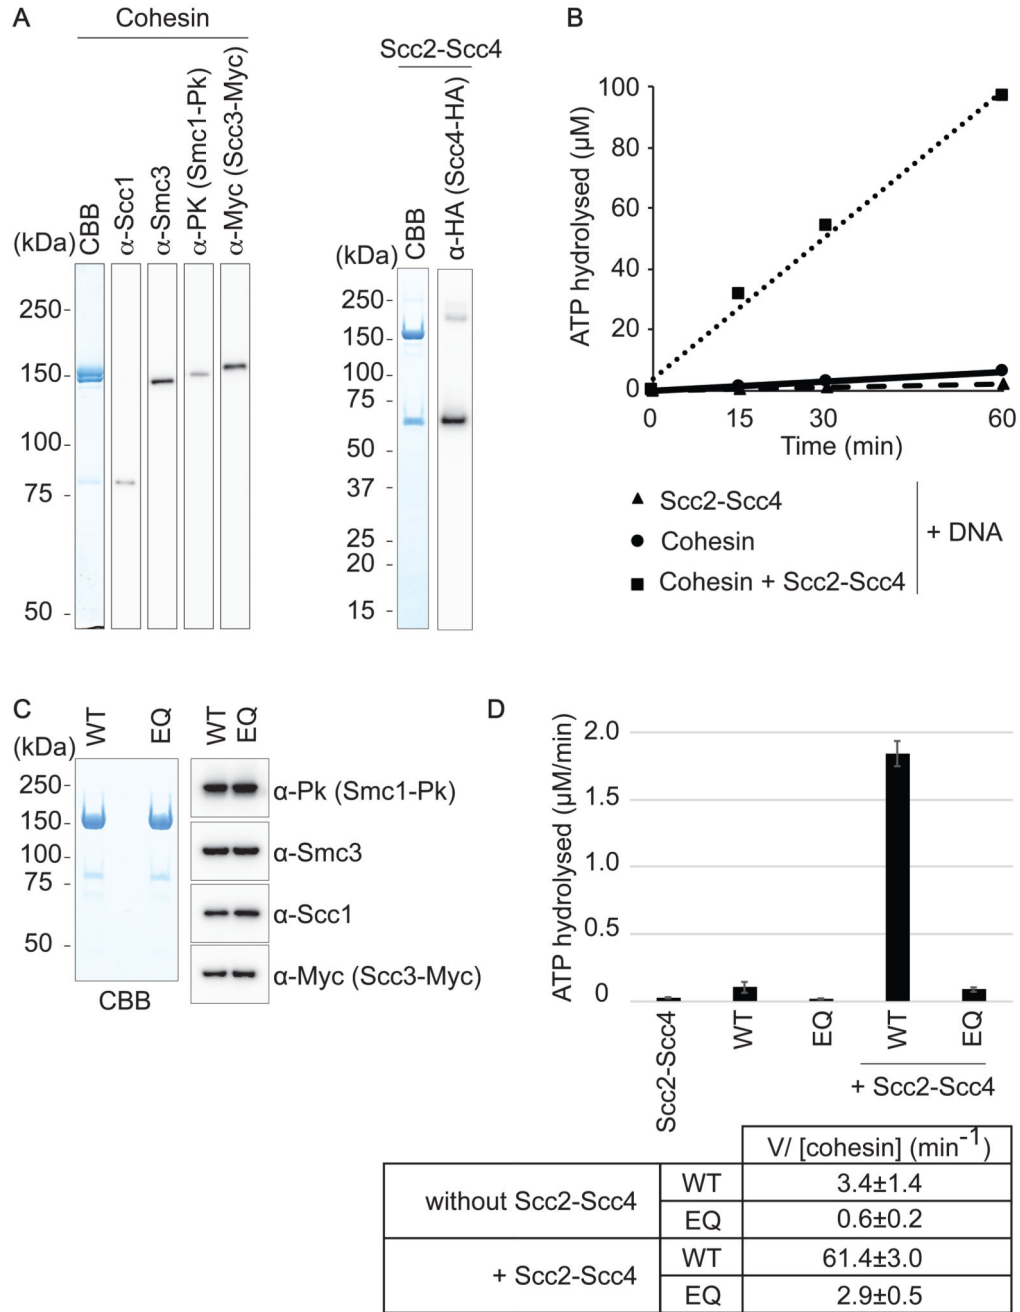 A
Cohesin
(kDa)
CBB
α-Scc1
α-Smc3
α-PK (Smc1-Pk)
α-Myc (Scc3-Myc)
250
150
100
75
50
Scc2-Scc4
(kDa)
CBB
α-HA (Scc4-HA)
250
150
100
75
50
37
25
20
15
B
ATP hydrolysed (µM)
100
80
60
40
20
0
0 15 30 60
Time (min)
Scc2-Scc4
Cohesin
Cohesin + Scc2-Scc4
+ DNA
C
(kDa)
WT EQ
250
150
100
75
50
CBB
WT EQ
α-Pk (Smc1-Pk)
α-Smc3
α-Scc1
α-Myc (Scc3-Myc)
D
ATP hydrolysed (µM/min)
2.0
1.5
1.0
0.5
0
Scc2-Scc4
WT
EQ
WT
EQ
+ Scc2-Scc4
V/ [cohesin] (min⁻¹)
without Scc2-Scc4 WT 3.4±1.4
EQ 0.6±0.2
+ Scc2-Scc4 WT 61.4±3.0
EQ 2.9±0.5